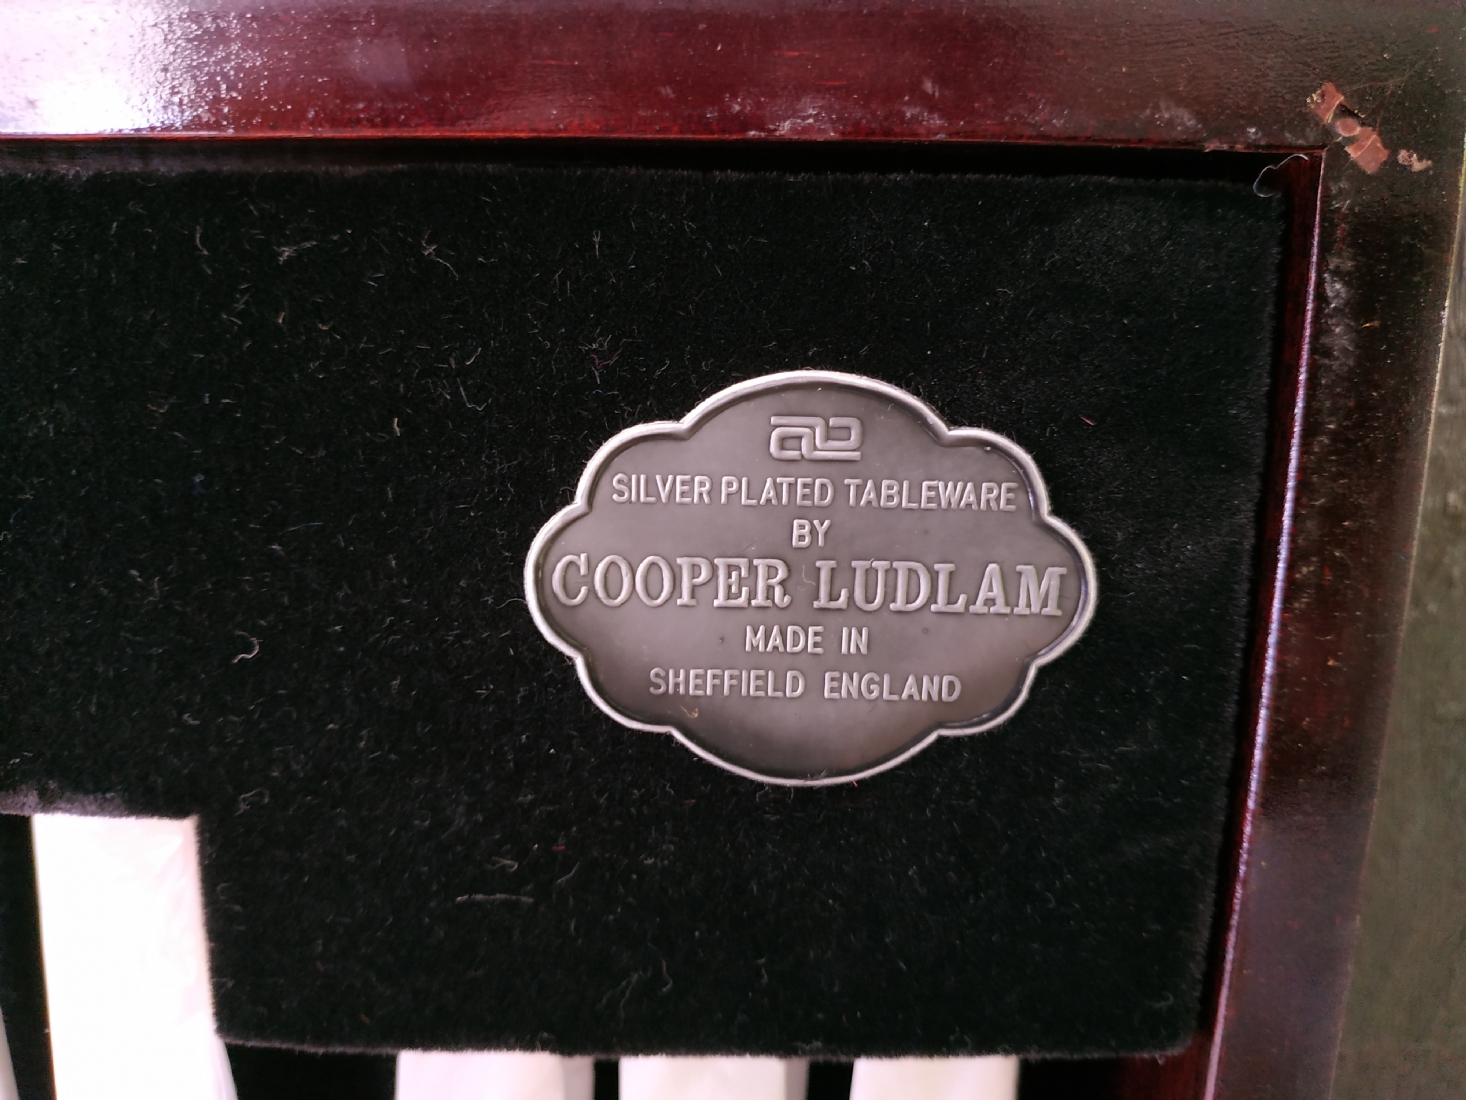 SILVER PLATED TABLEWARE
BY
COOPER LUDLAM
MADE IN
SHEFFIELD ENGLAND